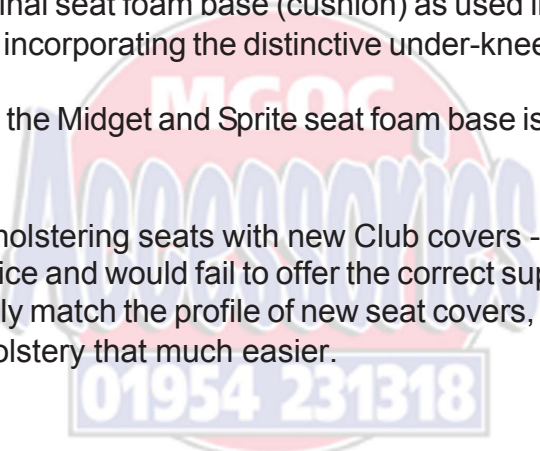 inal seat foam base (cushion) as used i
incorporating the distinctive under-knee
MGOC
the Midget and Sprite seat foam base is
Accessories
holstering seats with new Club covers -
ice and would fail to offer the correct sup
ly match the profile of new seat covers,
olstery that much easier.
01954 231318